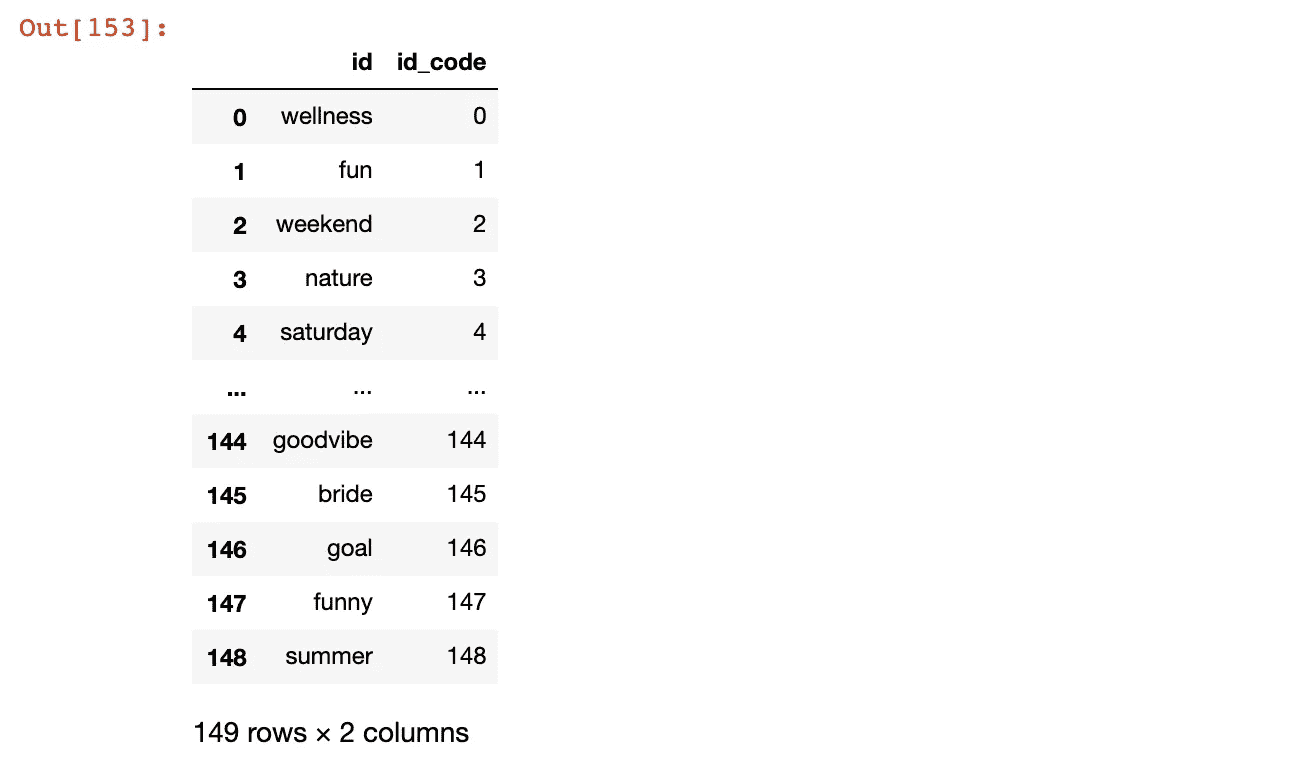 Out[153]:
id id_code
0 wellness 0
1 fun 1
2 weekend 2
3 nature 3
4 saturday 4
... ... ...
144 goodvibe 144
145 bride 145
146 goal 146
147 funny 147
148 summer 148
149 rows × 2 columns